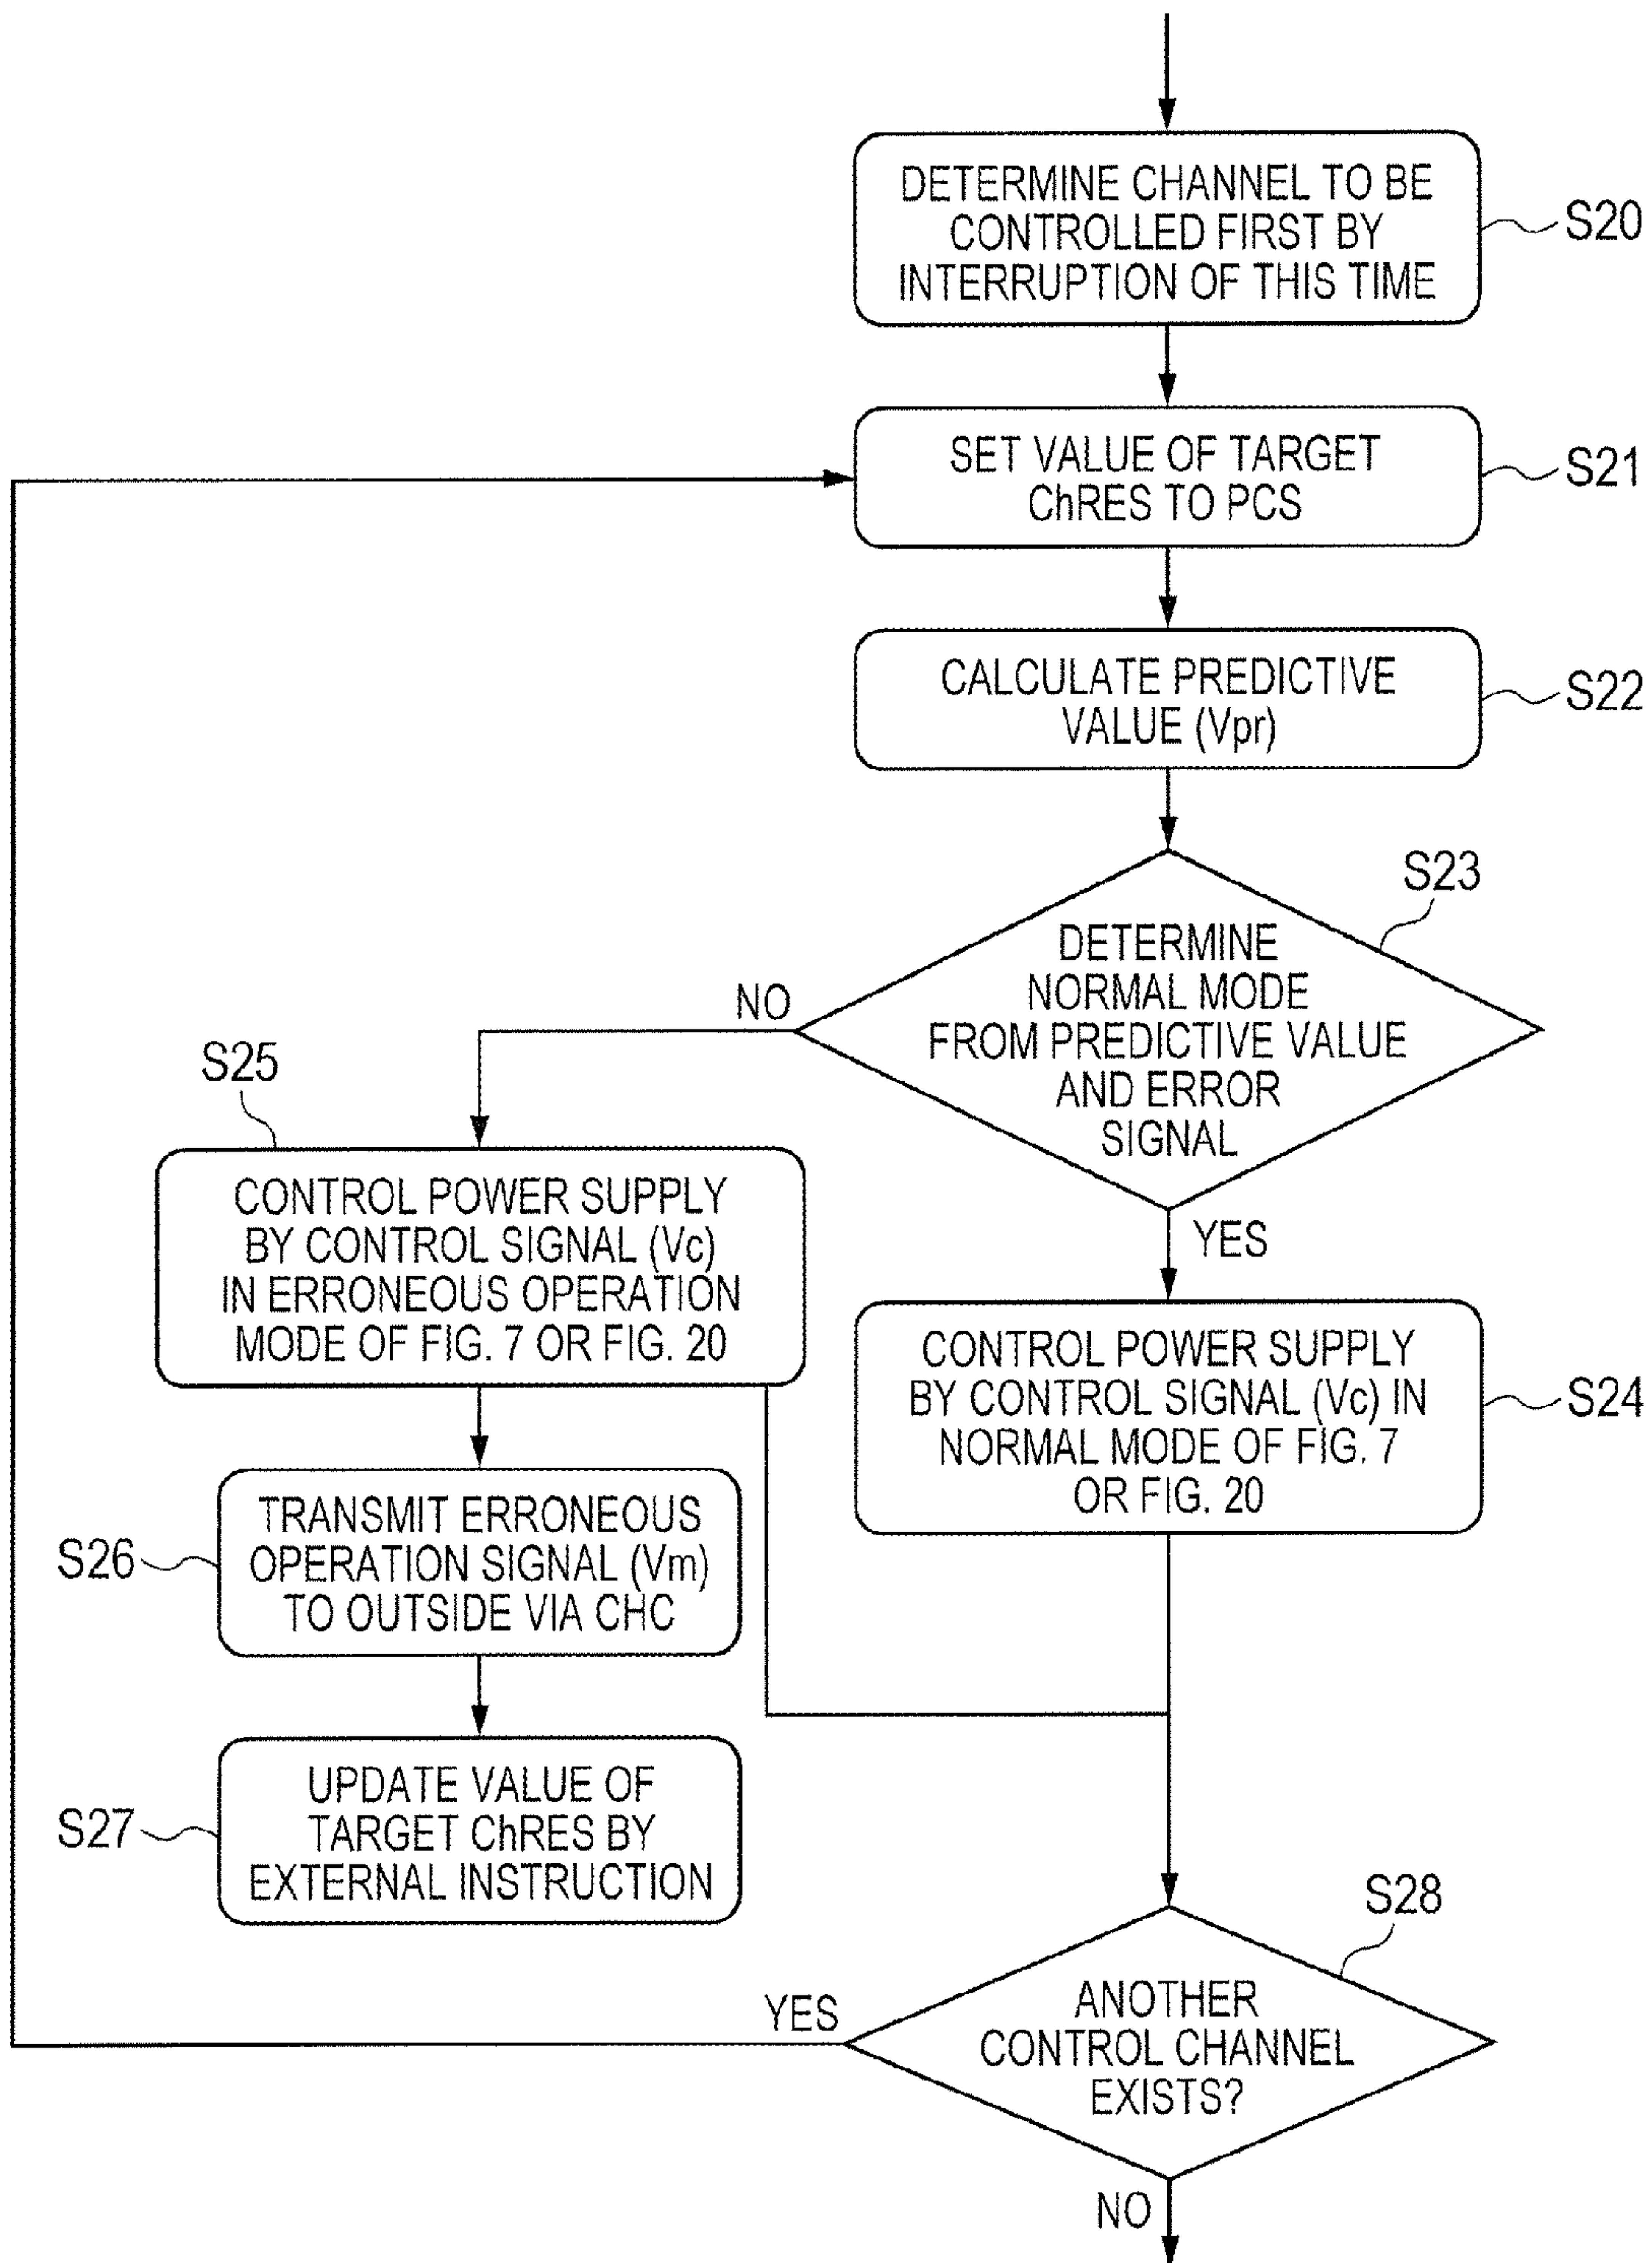 DETERMINE CHANNEL TO BE
CONTROLLED FIRST BY
INTERRUPTION OF THIS TIME
S20
SET VALUE OF TARGET
ChRES TO PCS
S21
CALCULATE PREDICTIVE
VALUE (Vpr)
S22
S23
DETERMINE
NORMAL MODE
FROM PREDICTIVE VALUE
AND ERROR
SIGNAL
NO
YES
S25
CONTROL POWER SUPPLY
BY CONTROL SIGNAL (Vc)
IN ERRONEOUS OPERATION
MODE OF FIG. 7 OR FIG. 20
CONTROL POWER SUPPLY
BY CONTROL SIGNAL (Vc) IN
NORMAL MODE OF FIG. 7
OR FIG. 20
S24
S26
TRANSMIT ERRONEOUS
OPERATION SIGNAL (Vm)
TO OUTSIDE VIA CHC
S27
UPDATE VALUE OF
TARGET ChRES BY
EXTERNAL INSTRUCTION
S28
YES
ANOTHER
CONTROL CHANNEL
EXISTS?
NO